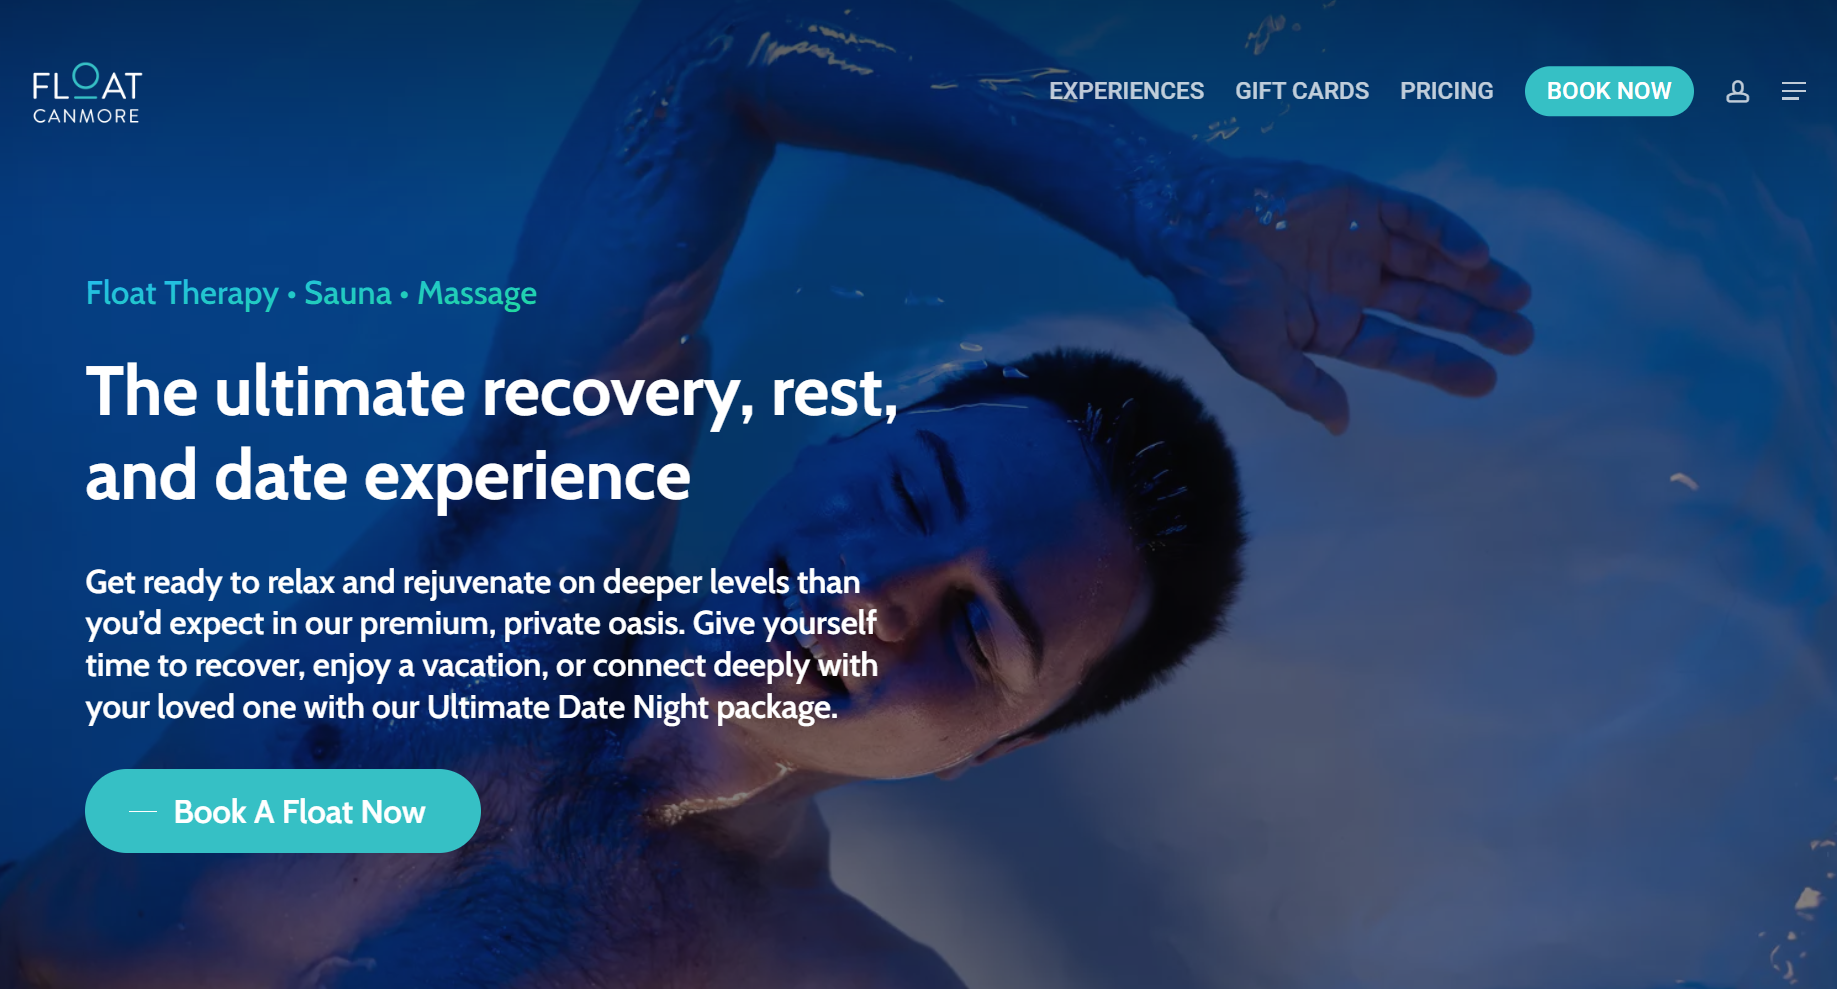 FLOAT
CANMORE
EXPERIENCES GIFT CARDS PRICING BOOK NOW
Float Therapy • Sauna • Massage
The ultimate recovery, rest,
and date experience
Get ready to relax and rejuvenate on deeper levels than
you’d expect in our premium, private oasis. Give yourself
time to recover, enjoy a vacation, or connect deeply with
your loved one with our Ultimate Date Night package.
Book A Float Now